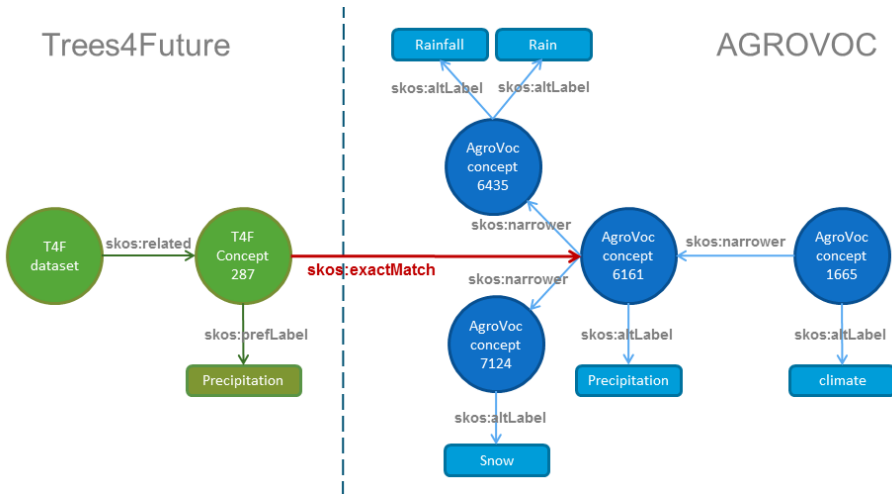 Trees4Future
AGROVOC
Rainfall
Rain
skos:altLabel
skos:altLabel
AgroVoc
concept
6435
skos:narrower
T4F
dataset
skos:related
T4F
Concept
287
skos:exactMatch
skos:narrower
AgroVoc
concept
6161
skos:narrower
AgroVoc
concept
1665
skos:prefLabel
Precipitation
AgroVoc
concept
7124
skos:altLabel
Precipitation
skos:altLabel
climate
skos:altLabel
Snow